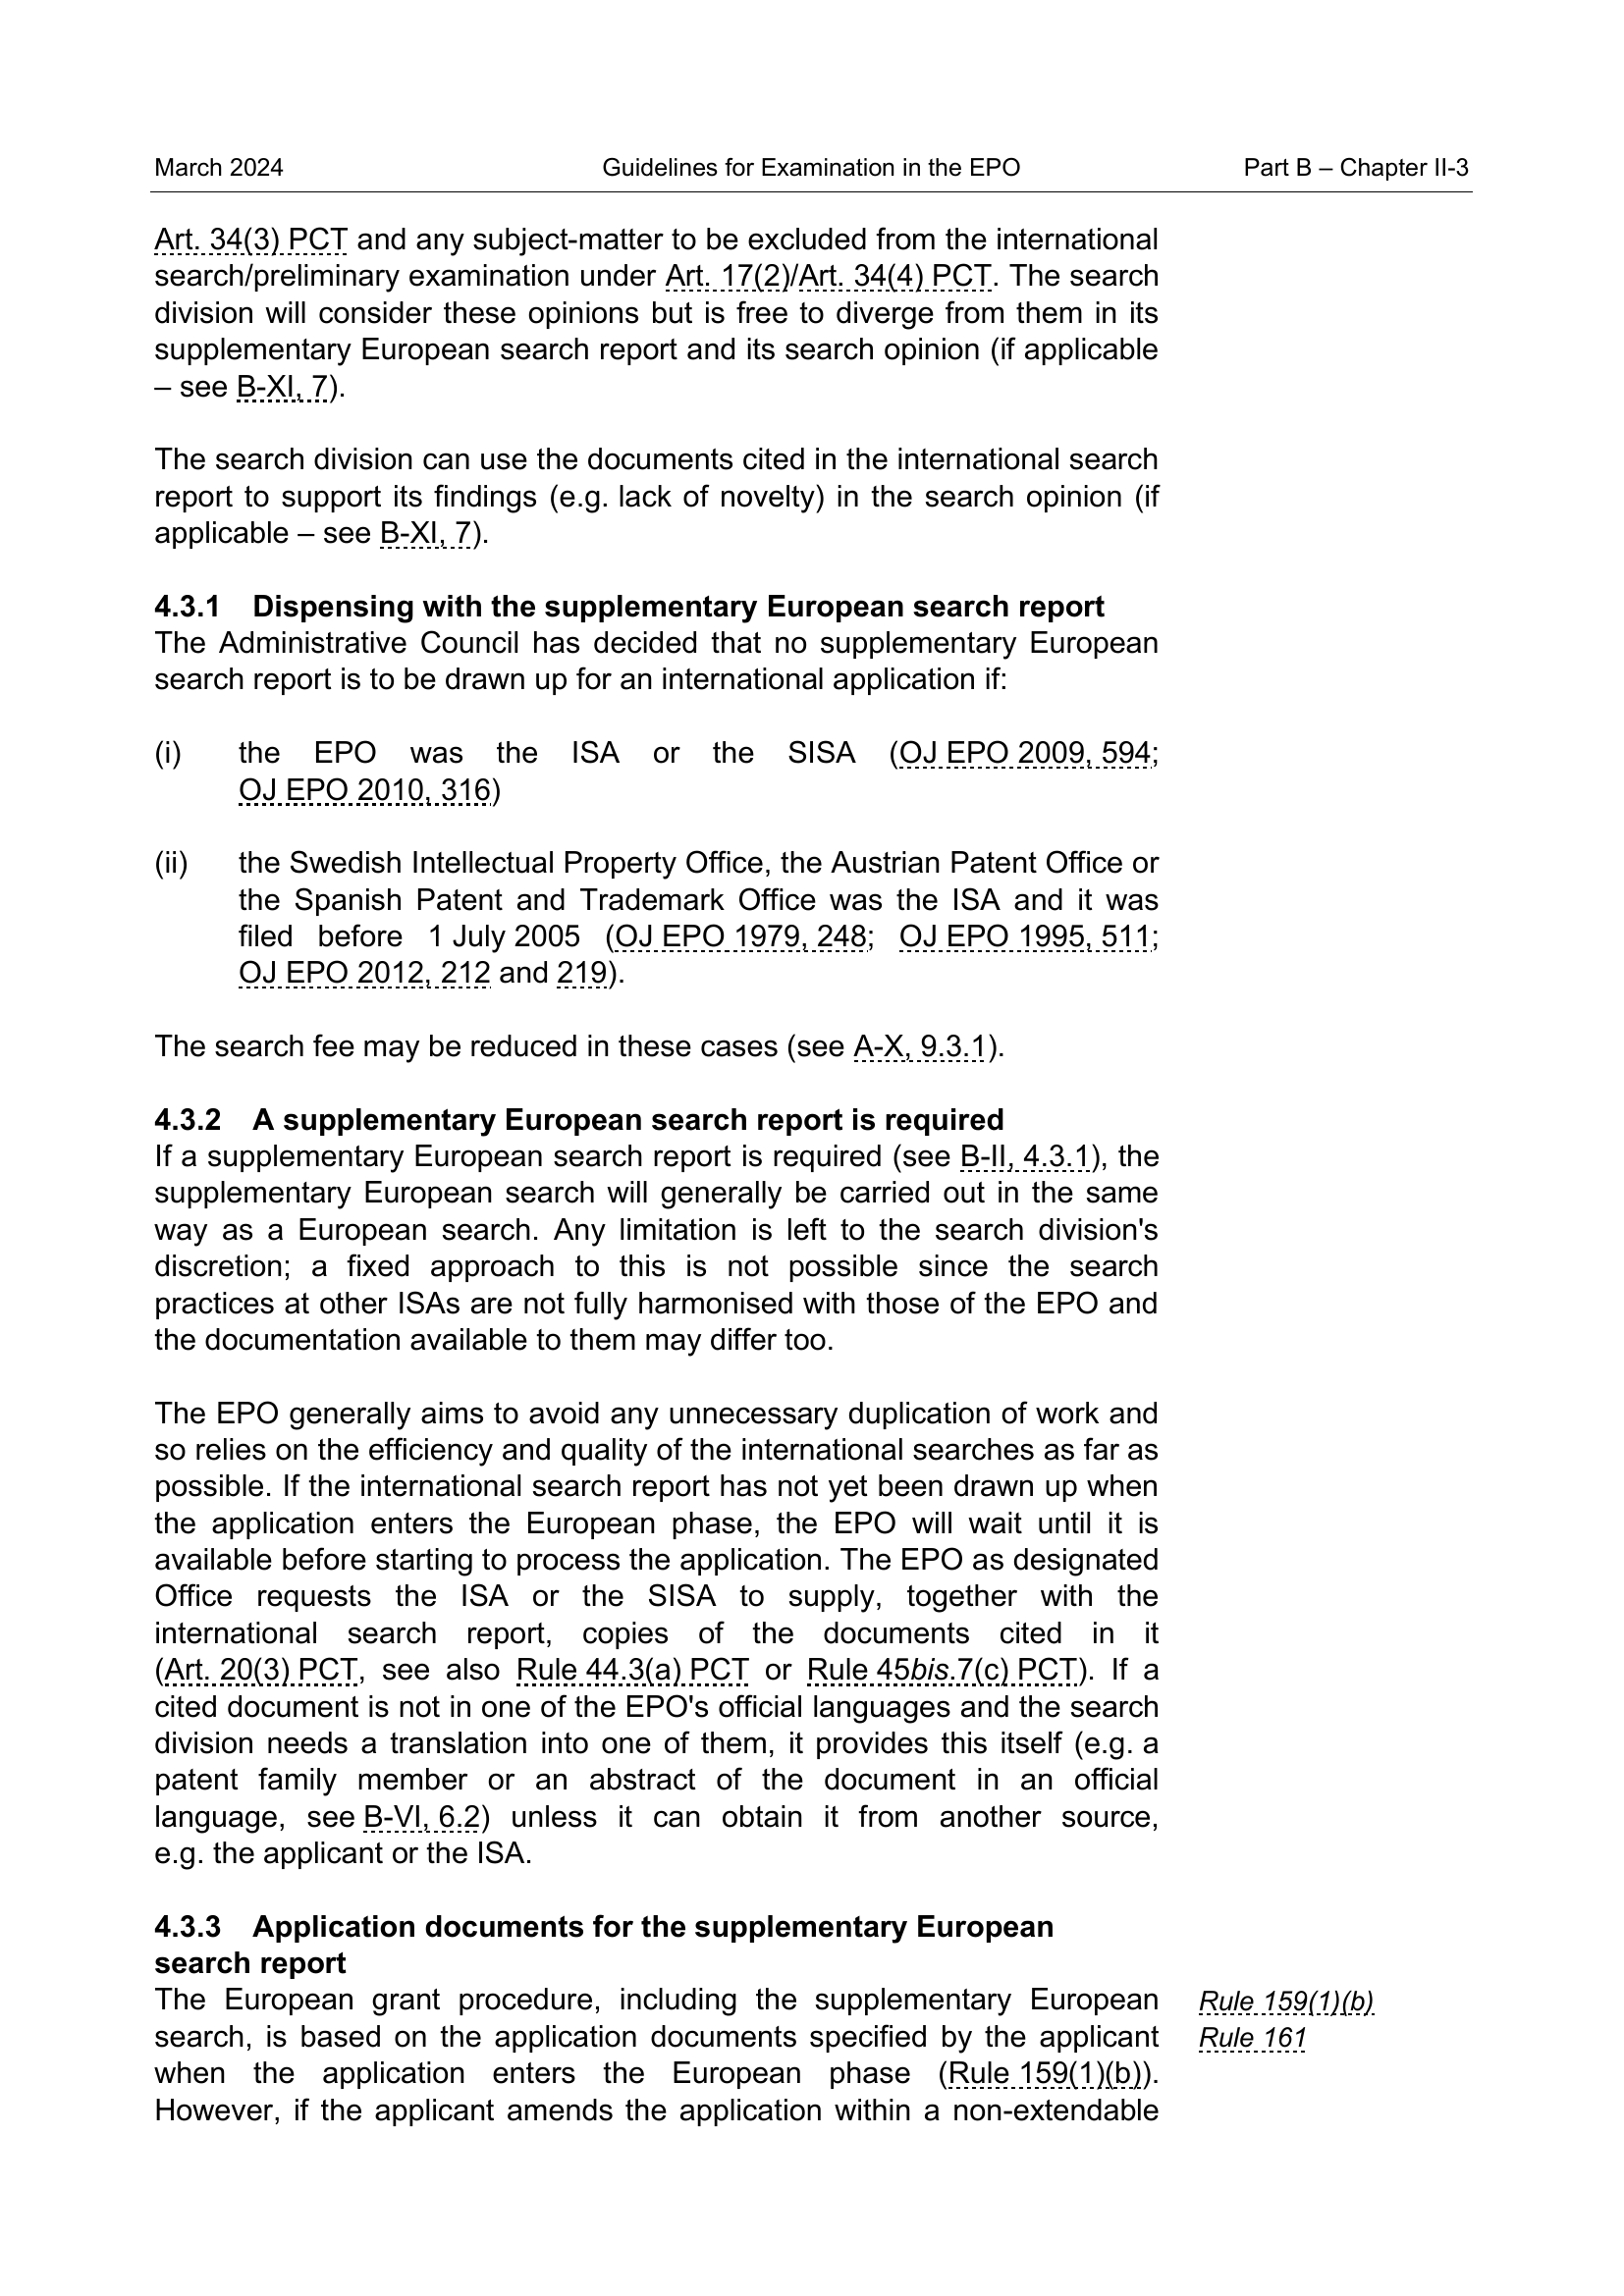 March 2024 Guidelines for Examination in the EPO Part B – Chapter II-3
Art. 34(3) PCT and any subject-matter to be excluded from the international
search/preliminary examination under Art. 17(2)/Art. 34(4) PCT. The search
division will consider these opinions but is free to diverge from them in its
supplementary European search report and its search opinion (if applicable
– see B-XI, 7).
The search division can use the documents cited in the international search
report to support its findings (e.g. lack of novelty) in the search opinion (if
applicable – see B-XI, 7).
4.3.1 Dispensing with the supplementary European search report
The Administrative Council has decided that no supplementary European
search report is to be drawn up for an international application if:
(i) the EPO was the ISA or the SISA (OJ EPO 2009, 594;
OJ EPO 2010, 316)
(ii) the Swedish Intellectual Property Office, the Austrian Patent Office or
the Spanish Patent and Trademark Office was the ISA and it was
filed before 1 July 2005 (OJ EPO 1979, 248; OJ EPO 1995, 511;
OJ EPO 2012, 212 and 219).
The search fee may be reduced in these cases (see A-X, 9.3.1).
4.3.2 A supplementary European search report is required
If a supplementary European search report is required (see B-II, 4.3.1), the
supplementary European search will generally be carried out in the same
way as a European search. Any limitation is left to the search division's
discretion; a fixed approach to this is not possible since the search
practices at other ISAs are not fully harmonised with those of the EPO and
the documentation available to them may differ too.
The EPO generally aims to avoid any unnecessary duplication of work and
so relies on the efficiency and quality of the international searches as far as
possible. If the international search report has not yet been drawn up when
the application enters the European phase, the EPO will wait until it is
available before starting to process the application. The EPO as designated
Office requests the ISA or the SISA to supply, together with the
international search report, copies of the documents cited in it
(Art. 20(3) PCT, see also Rule 44.3(a) PCT or Rule 45bis.7(c) PCT). If a
cited document is not in one of the EPO's official languages and the search
division needs a translation into one of them, it provides this itself (e.g. a
patent family member or an abstract of the document in an official
language, see B-VI, 6.2) unless it can obtain it from another source,
e.g. the applicant or the ISA.
4.3.3 Application documents for the supplementary European
search report
The European grant procedure, including the supplementary European Rule 159(1)(b)
search, is based on the application documents specified by the applicant Rule 161
when the application enters the European phase (Rule 159(1)(b)).
However, if the applicant amends the application within a non-extendable